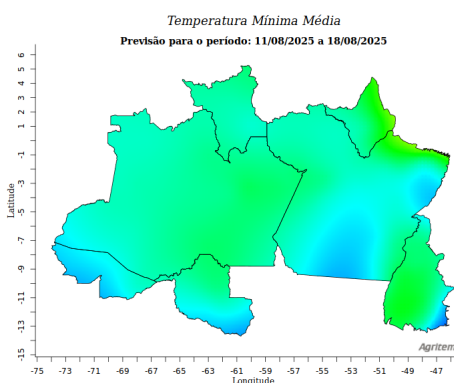 Temperatura Mínima Média
Previsão para o período: 11/08/2025 a 18/08/2025
Latitude
6
5
4
3
2
1
-1
-3
-5
-7
-9
-11
-13
-15
Agritem
-75 -73 -71 -69 -67 -65 -63 -61 -59 -57 -55 -53 -51 -49 -47
Longitude